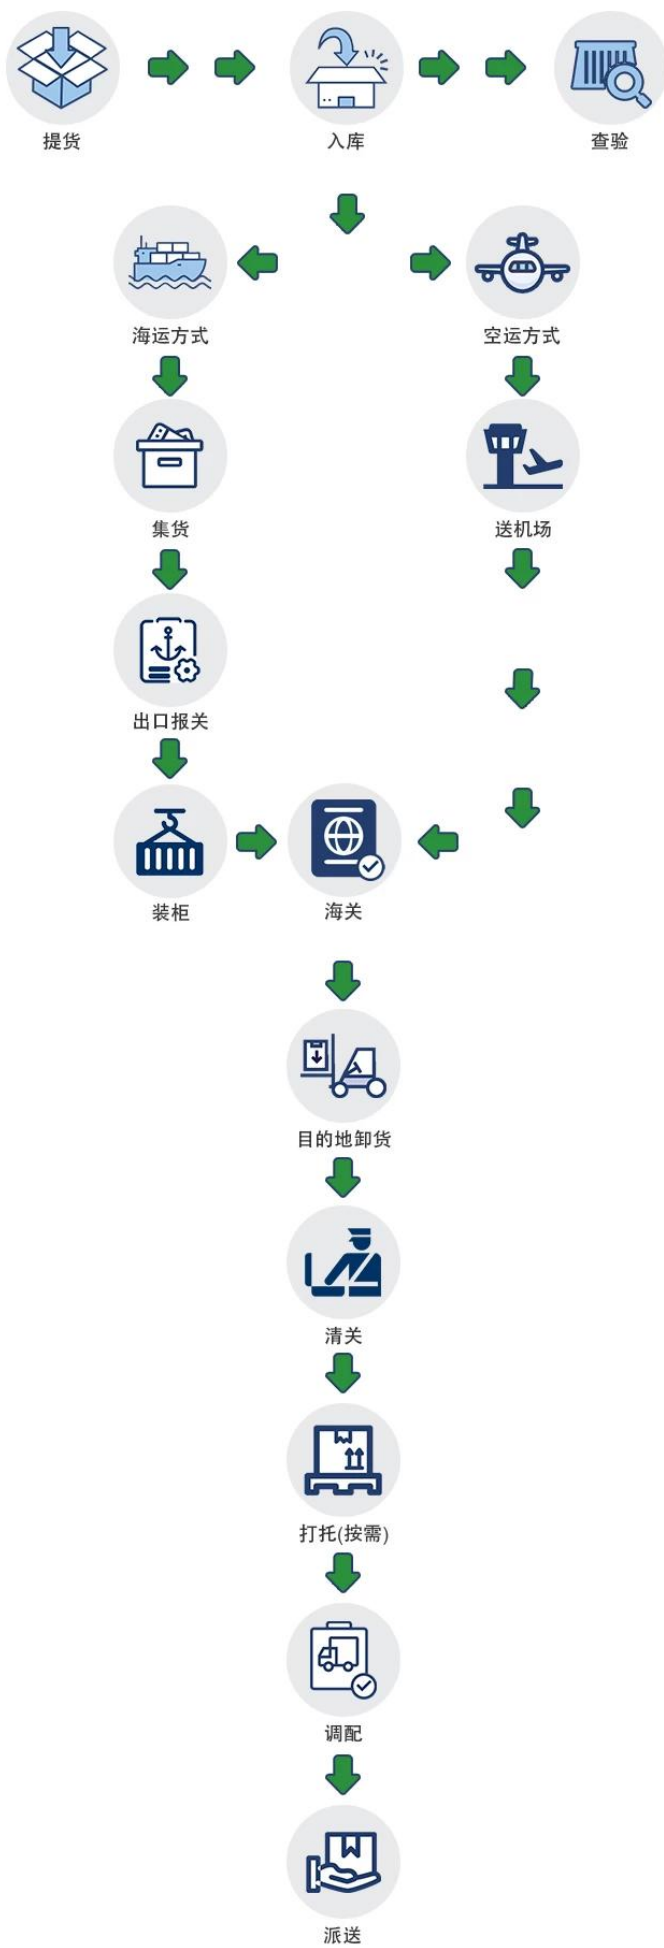 提货
入库
查验
海运方式
空运方式
集货
送机场
出口报关
装柜
海关
目的地卸货
清关
打托(按需)
调配
派送